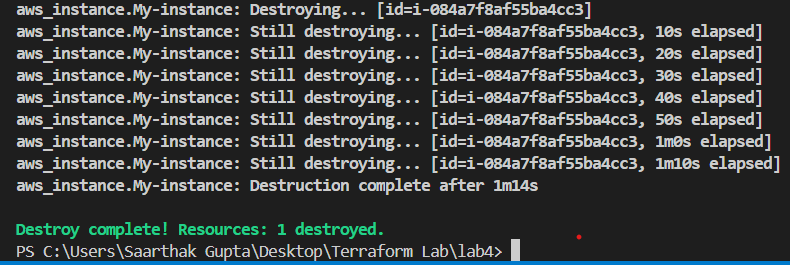 aws_instance.My-instance: Destroying... [id=i-084a7f8af55ba4cc3]
aws_instance.My-instance: Still destroying... [id=i-084a7f8af55ba4cc3, 10s elapsed]
aws_instance.My-instance: Still destroying... [id=i-084a7f8af55ba4cc3, 20s elapsed]
aws_instance.My-instance: Still destroying... [id=i-084a7f8af55ba4cc3, 30s elapsed]
aws_instance.My-instance: Still destroying... [id=i-084a7f8af55ba4cc3, 40s elapsed]
aws_instance.My-instance: Still destroying... [id=i-084a7f8af55ba4cc3, 50s elapsed]
aws_instance.My-instance: Still destroying... [id=i-084a7f8af55ba4cc3, 1m0s elapsed]
aws_instance.My-instance: Still destroying... [id=i-084a7f8af55ba4cc3, 1m10s elapsed]
aws_instance.My-instance: Destruction complete after 1m14s
Destroy complete! Resources: 1 destroyed.
PS C:\Users\Saarthak Gupta\Desktop\Terraform Lab\lab4>